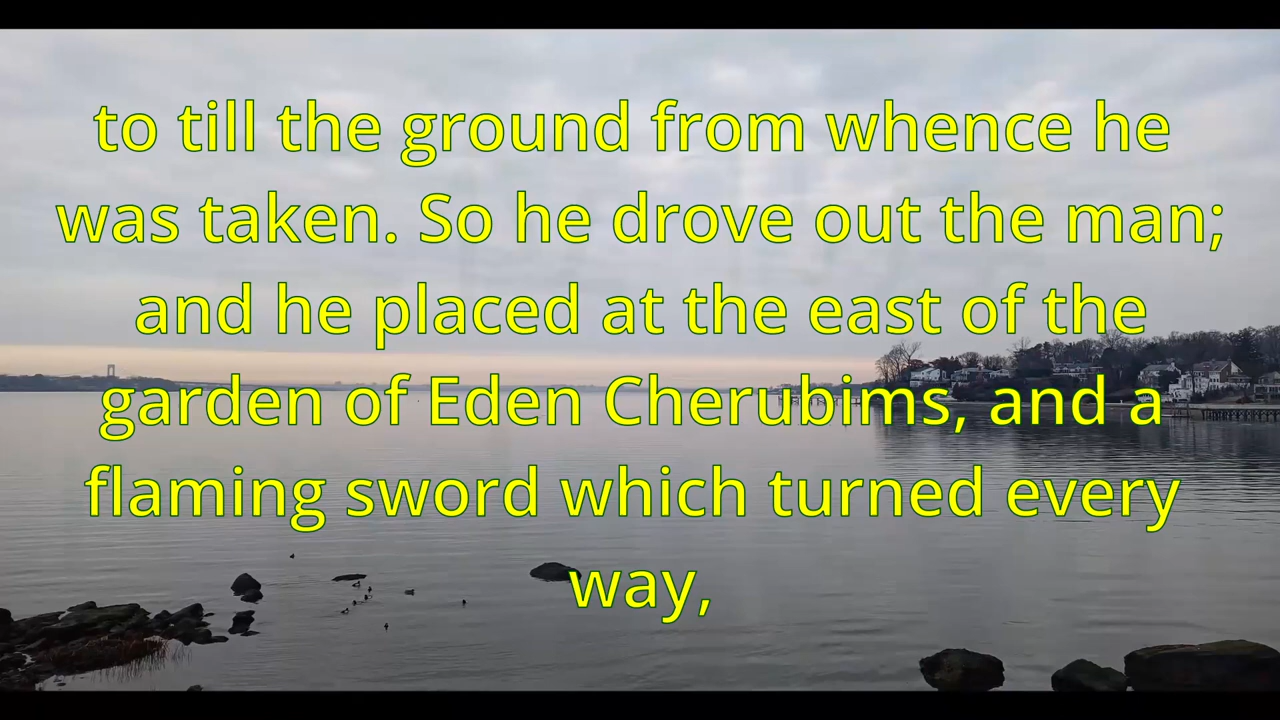 to till the ground from whence he
was taken. So he drove out the man;
and he placed at the east of the
garden of Eden Cherubims, and a
flaming sword which turned every
way,